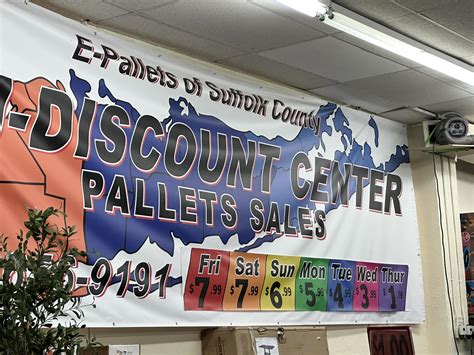 E-Pallets of Suffolk County
-DISCOUNT CENTER
PALLETS SALES
-9191
Fri Sat Sun Mon Tue Wed Thur
$7.99 $7.99 $6.99 $5.99 $4.99 $3.99 $1.99